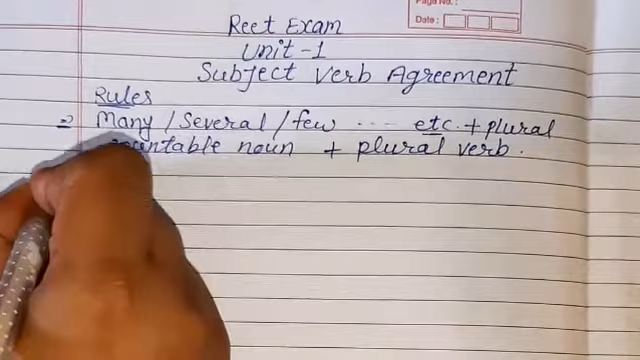 Page No.:
Date:
Reet Exam
Unit -1
Subject Verb Agreement
Rules
⇒ Many / Several / few ... etc. + plural
countable noun + plural verb.